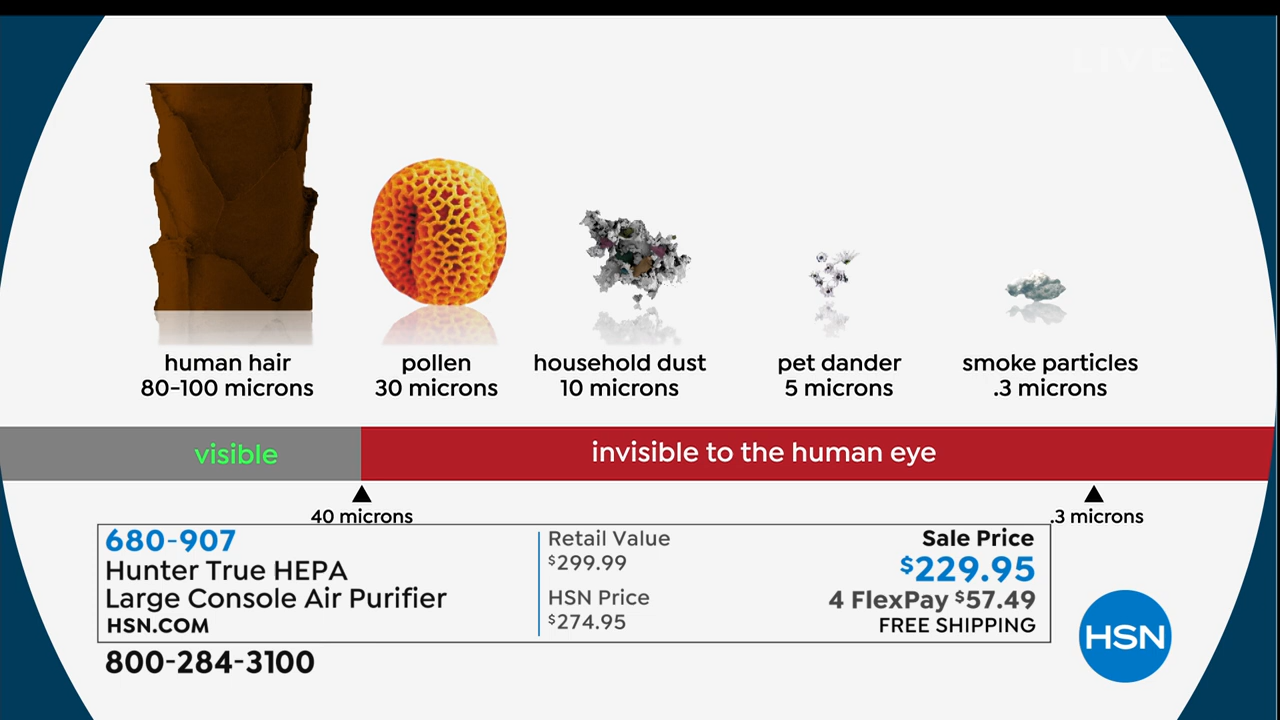 LIVE
human hair
80-100 microns
pollen
30 microns
household dust
10 microns
pet dander
5 microns
smoke particles
.3 microns
visible
invisible to the human eye
40 microns
.3 microns
680-907
Hunter True HEPA
Large Console Air Purifier
HSN.COM
Retail Value
$299.99
HSN Price
$274.95
Sale Price
$229.95
4 FlexPay $57.49
FREE SHIPPING
800-284-3100
HSN